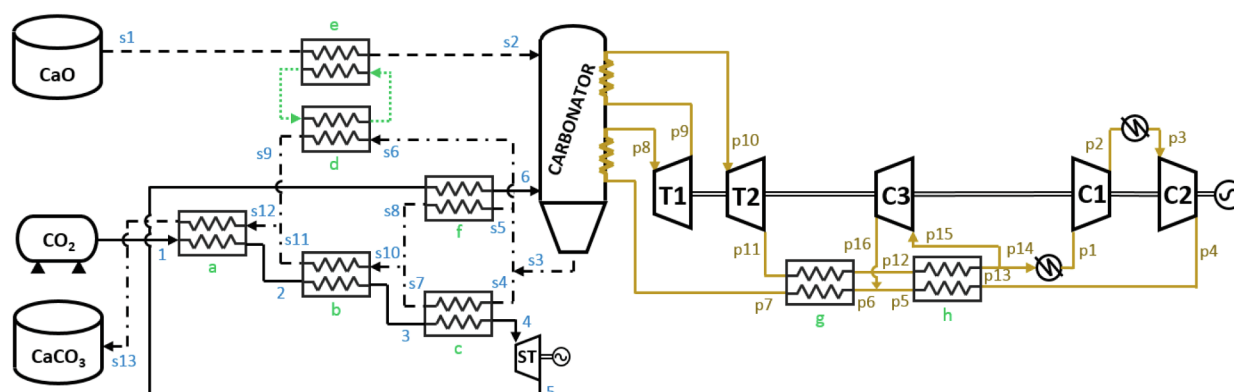 e
s1
s2
CaO
CARBONATOR
s9
s6
d
p9
p10
p8
p2
p3
T1
T2
C3
C1
C2
6
f
s8
s5
s12
CO₂
1
a
s11
s10
2
b
s7
s4
s3
3
c
4
ST
5
CaCO₃
s13
p11
p16
p15
p14
p1
p4
p12
p13
p7
p6
p5
g
h